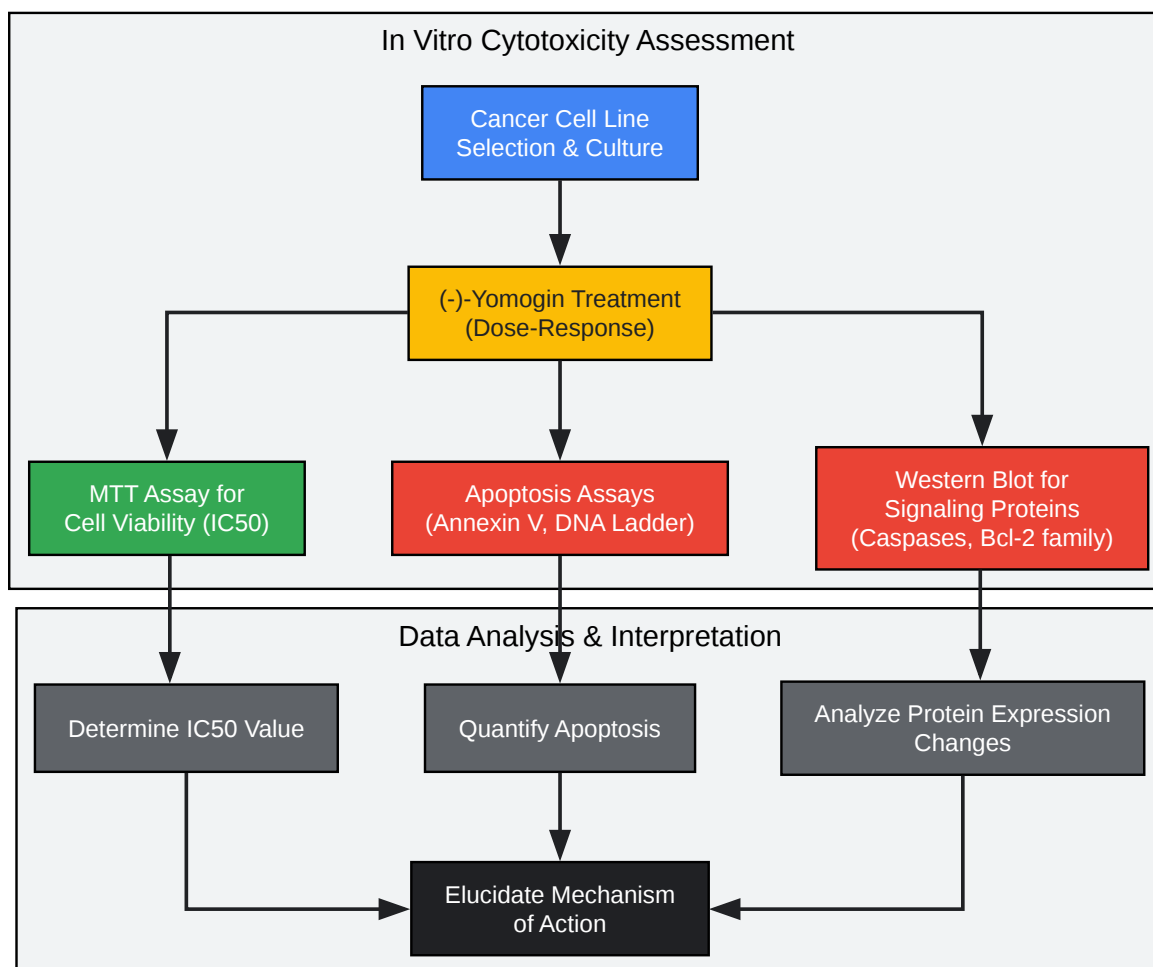 In Vitro Cytotoxicity Assessment
Cancer Cell Line
Selection & Culture
(-)-Yomogin Treatment
(Dose-Response)
MTT Assay for
Cell Viability (IC50)
Apoptosis Assays
(Annexin V, DNA Ladder)
Western Blot for
Signaling Proteins
(Caspases, Bcl-2 family)
Data Analysis & Interpretation
Determine IC50 Value
Quantify Apoptosis
Analyze Protein Expression
Changes
Elucidate Mechanism
of Action